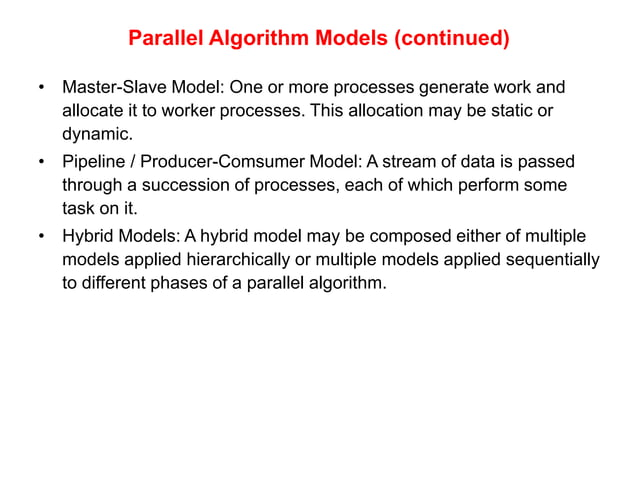 Parallel Algorithm Models (continued)
• Master-Slave Model: One or more processes generate work and
allocate it to worker processes. This allocation may be static or
dynamic.
• Pipeline / Producer-Comsumer Model: A stream of data is passed
through a succession of processes, each of which perform some
task on it.
• Hybrid Models: A hybrid model may be composed either of multiple
models applied hierarchically or multiple models applied sequentially
to different phases of a parallel algorithm.